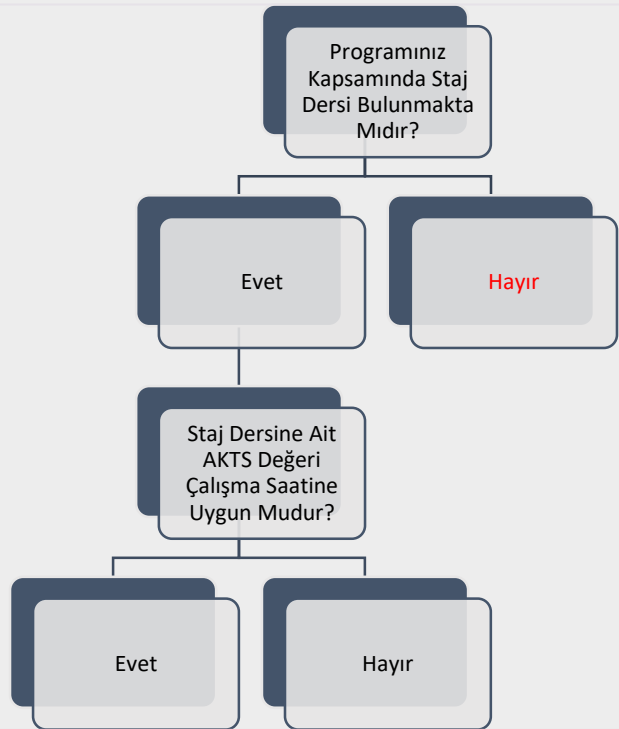 Programınız
Kapsamında Staj
Dersi Bulunmakta
Mıdır?
Evet
Hayır
Staj Dersine Ait
AKTS Değeri
Çalışma Saatine
Uygun Mudur?
Evet
Hayır